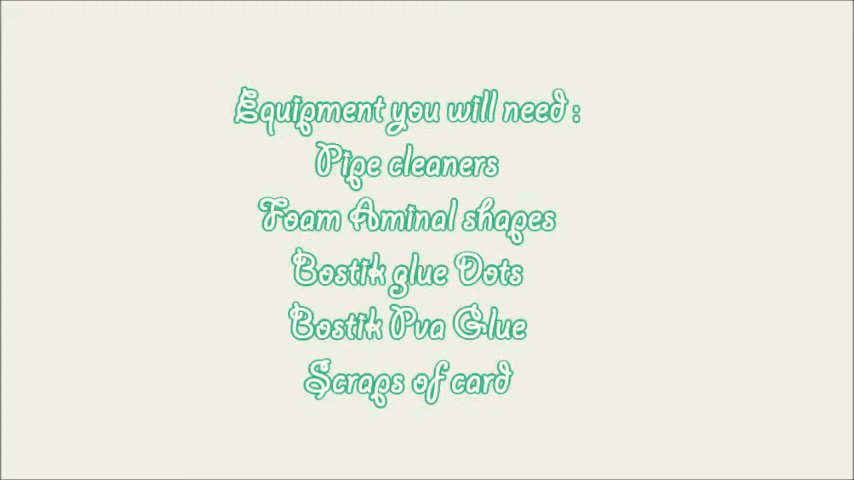 Equipment you will need :
Pipe cleaners
Foam Aminal shapes
Bostik glue Dots
Bostik Pva Glue
Scraps of card